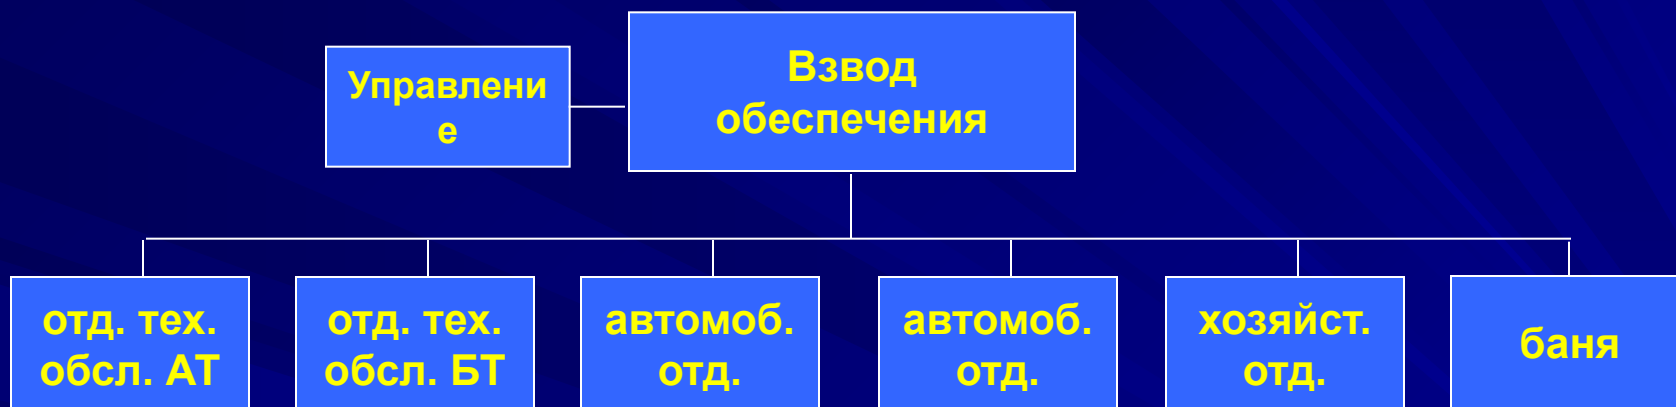 Управлени
е
Взвод
обеспечения
отд. тех.
обсл. АТ
отд. тех.
обсл. БТ
автомоб.
отд.
автомоб.
отд.
хозяйст.
отд.
баня